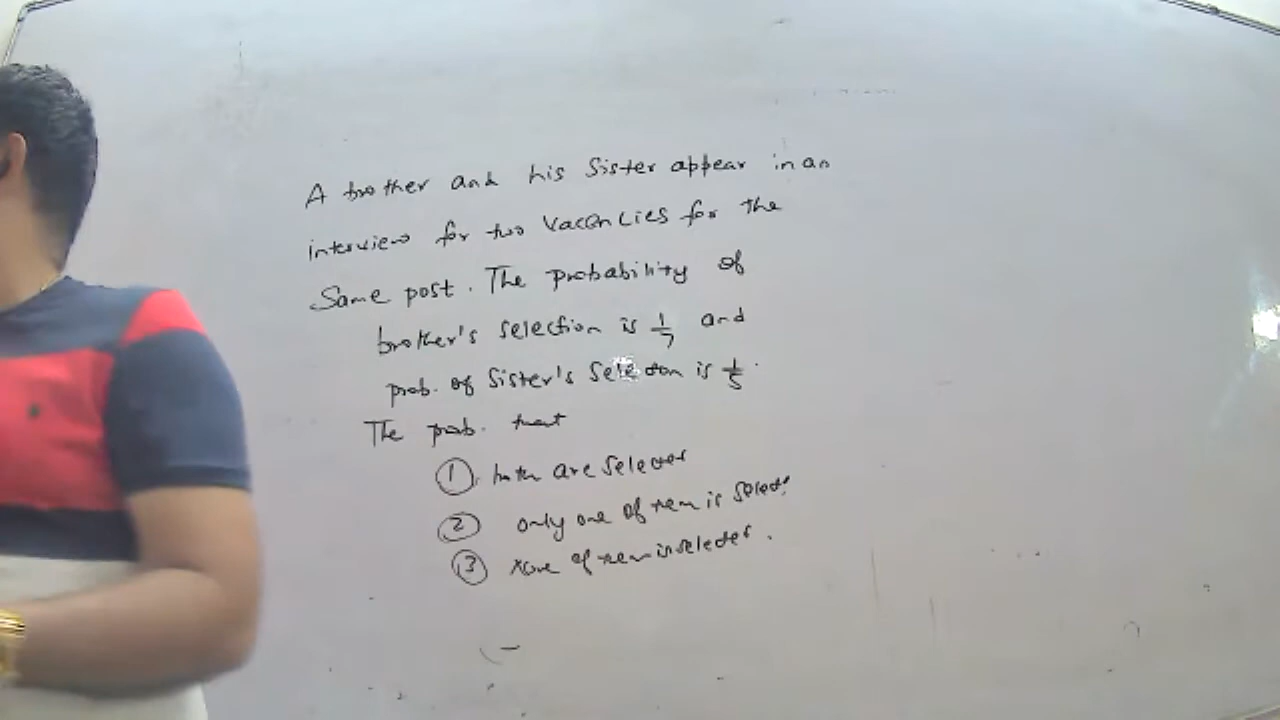 A brother and his Sister appear in an
interview for two vacancies for the
Same post. The probability of
brother's selection is 1/7 and
prob. of Sister's Selection is 1/5.
The prob. that
① both are Selected
② only one of them is Select
③ None of them is selected.